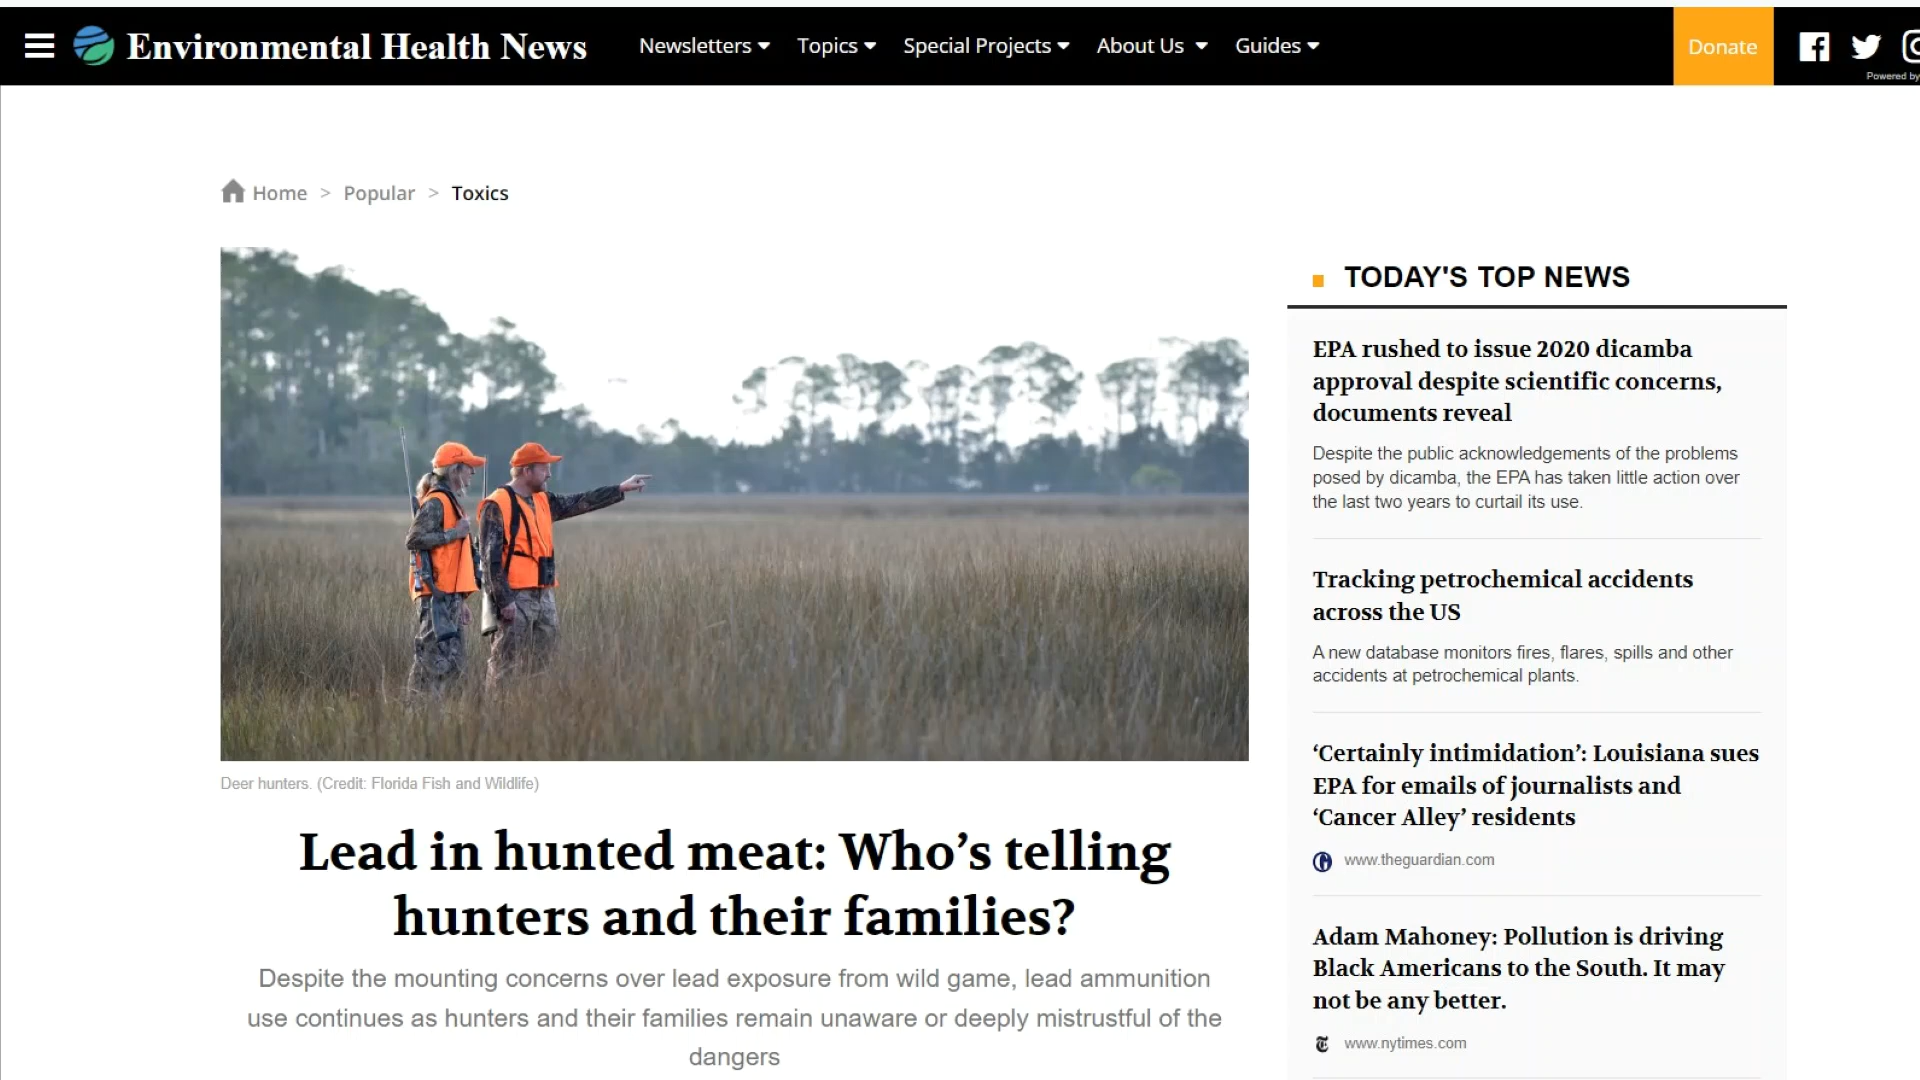 Environmental Health News
Newsletters
Topics
Special Projects
About Us
Guides
Donate
Powered by
Home > Popular > Toxics
Deer hunters. (Credit: Florida Fish and Wildlife)
Lead in hunted meat: Who’s telling
hunters and their families?
Despite the mounting concerns over lead exposure from wild game, lead ammunition
use continues as hunters and their families remain unaware or deeply mistrustful of the
dangers
TODAY'S TOP NEWS
EPA rushed to issue 2020 dicamba
approval despite scientific concerns,
documents reveal
Despite the public acknowledgements of the problems
posed by dicamba, the EPA has taken little action over
the last two years to curtail its use.
Tracking petrochemical accidents
across the US
A new database monitors fires, flares, spills and other
accidents at petrochemical plants.
‘Certainly intimidation’: Louisiana sues
EPA for emails of journalists and
‘Cancer Alley’ residents
www.theguardian.com
Adam Mahoney: Pollution is driving
Black Americans to the South. It may
not be any better.
www.nytimes.com